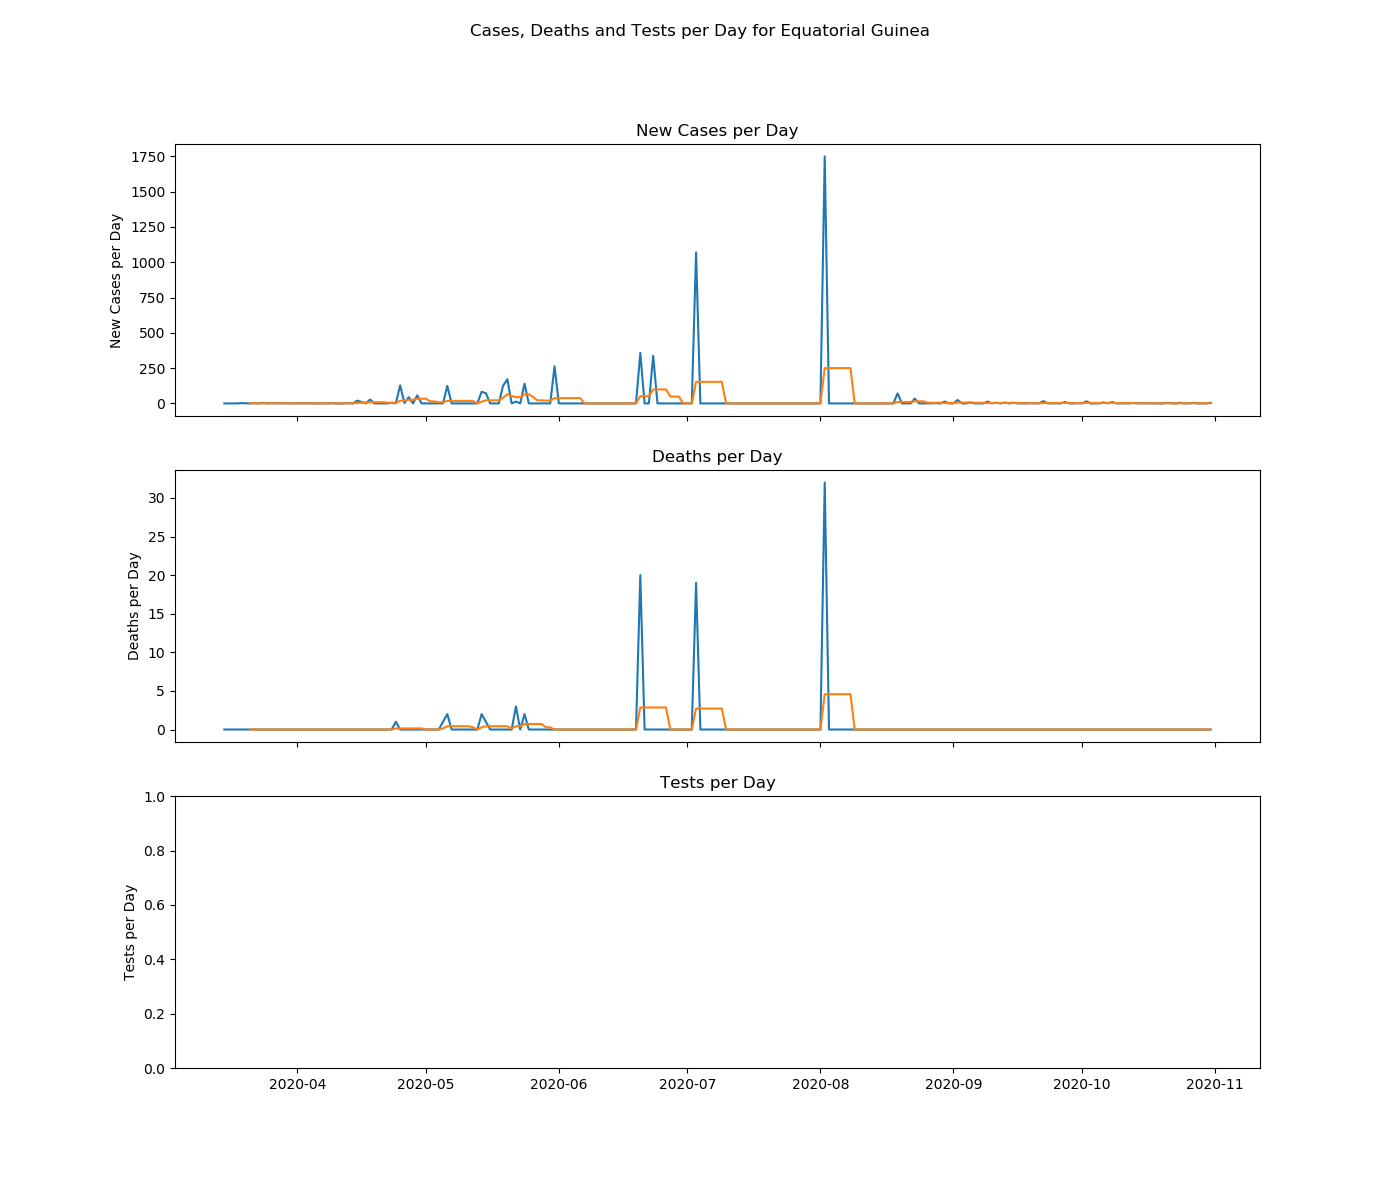 Cases, Deaths and Tests per Day for Equatorial Guinea
New Cases per Day
New Cases per Day
1750
1500
1250
1000
750
500
250
0
Deaths per Day
Deaths per Day
30
25
20
15
10
5
0
Tests per Day
Tests per Day
1.0
0.8
0.6
0.4
0.2
0.0
2020-04 2020-05 2020-06 2020-07 2020-08 2020-09 2020-10 2020-11